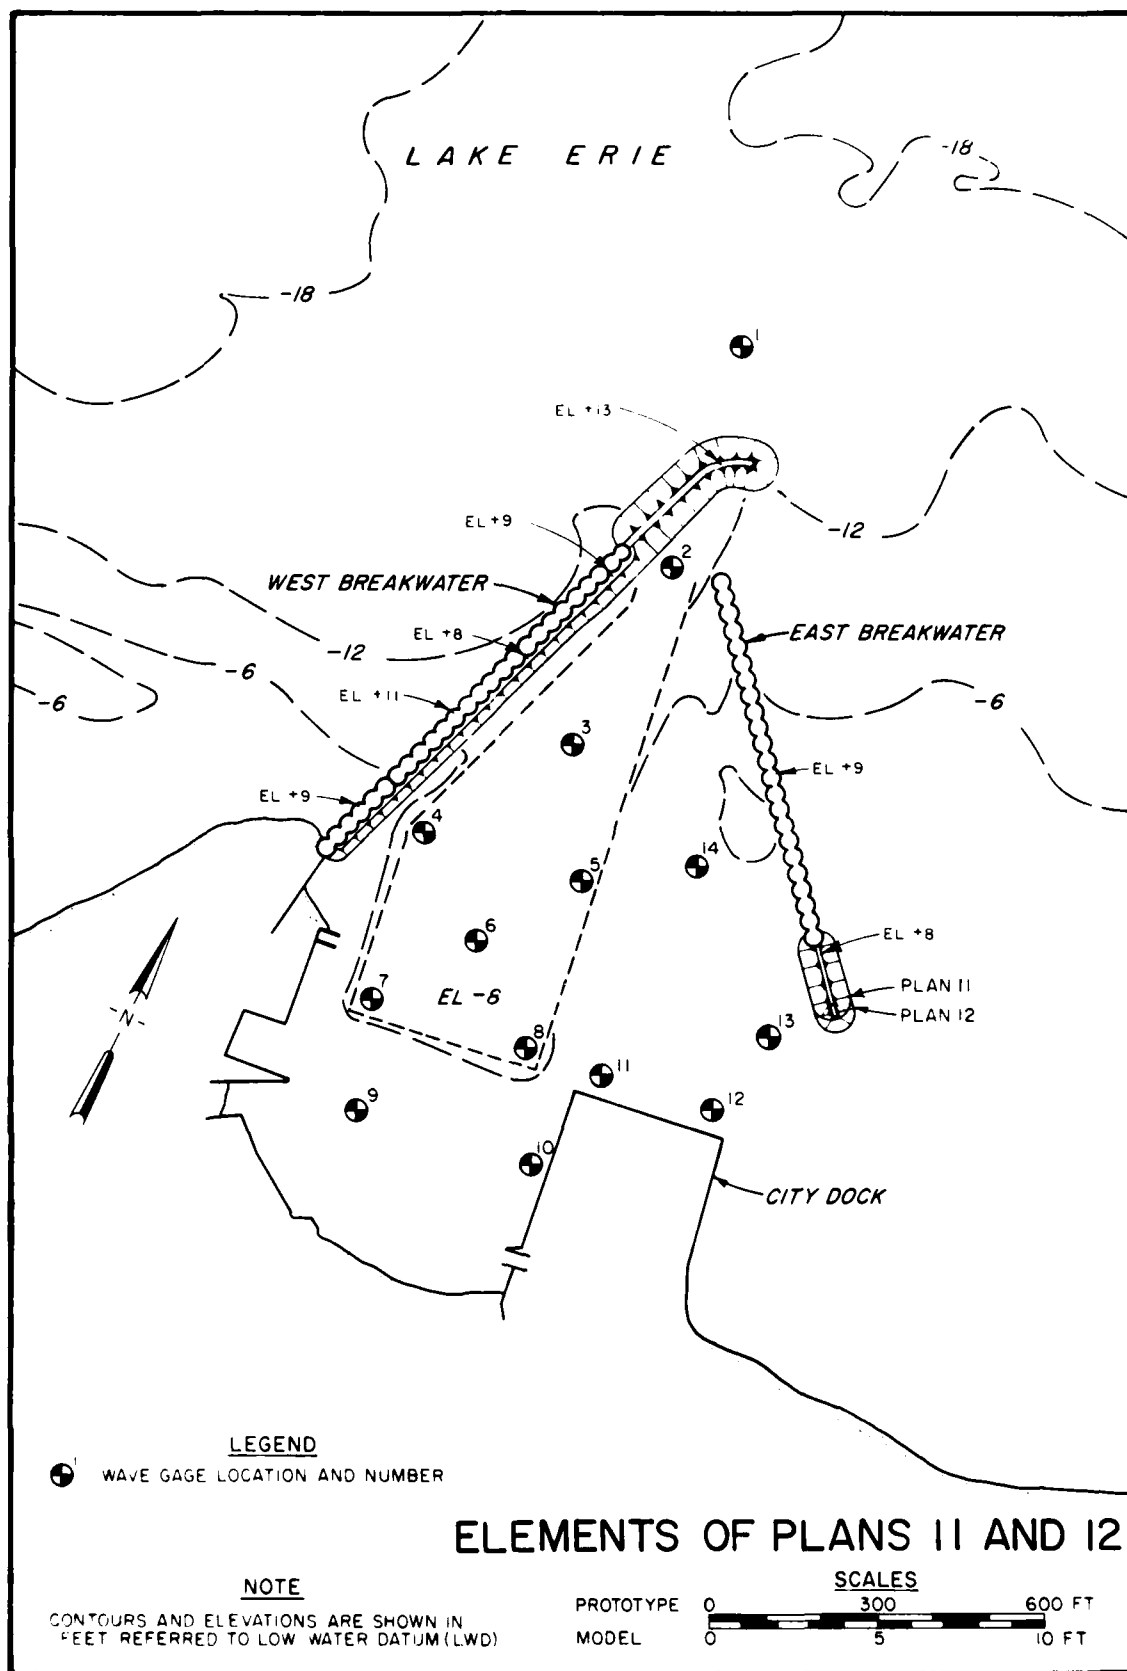 LAKE ERIE
-18
-18
1
EL +13
-12
EL +9
2
WEST BREAKWATER
EAST BREAKWATER
EL +8
-12
-6
EL +11
-6
-6
3
EL +9
EL +9
4
14
5
6
EL +8
7
EL -6
PLAN 11
PLAN 12
-N-
8
13
11
9
12
10
CITY DOCK
LEGEND
1
WAVE GAGE LOCATION AND NUMBER
ELEMENTS OF PLANS 11 AND 12
NOTE
CONTOURS AND ELEVATIONS ARE SHOWN IN
FEET REFERRED TO LOW WATER DATUM (LWD)
SCALES
PROTOTYPE 0 300 600 FT
MODEL 0 5 10 FT